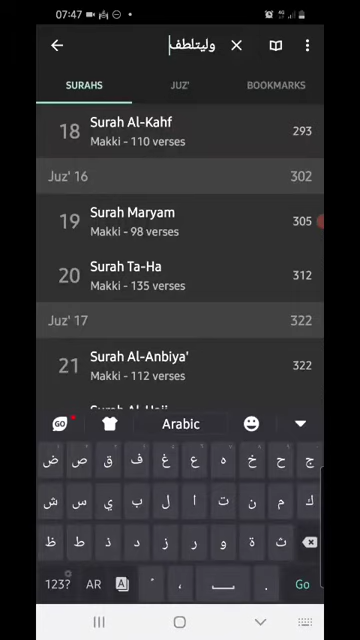 07:47
وليتلطف
SURAHS JUZ' BOOKMARKS
18 Surah Al-Kahf 293
Makki - 110 verses
Juz' 16 302
19 Surah Maryam 305
Makki - 98 verses
20 Surah Ta-Ha 312
Makki - 135 verses
Juz' 17 322
21 Surah Al-Anbiya' 322
Makki - 112 verses
GO Arabic
ض ص ق ف غ ع ه خ ح ج
ش س ي ب ل ا ت ن م ك
ظ ط ذ د ز ر و ة ث
123? AR A ، . Go